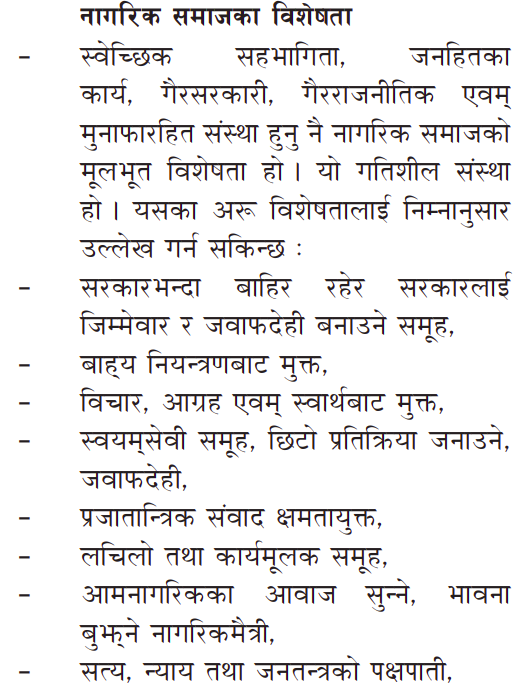 नागरिक समाजका विशेषता
– स्वेच्छिक सहभागिता, जनहितका
कार्य, गैरसरकारी, गैरराजनीतिक एवम्
मुनाफारहित संस्था हुनु नै नागरिक समाजको
मूलभूत विशेषता हो । यो गतिशील संस्था
हो । यसका अरू विशेषतालाई निम्नानुसार
उल्लेख गर्न सकिन्छ :
– सरकारभन्दा बाहिर रहेर सरकारलाई
जिम्मेवार र जवाफदेही बनाउने समूह,
– बाह्य नियन्त्रणबाट मुक्त,
– विचार, आग्रह एवम् स्वार्थबाट मुक्त,
– स्वयम्‌सेवी समूह, छिटो प्रतिक्रिया जनाउने,
जवाफदेही,
– प्रजातान्त्रिक संवाद क्षमतायुक्त,
– लचिलो तथा कार्यमूलक समूह,
– आमनागरिकका आवाज सुन्ने, भावना
बुझ्ने नागरिकमैत्री,
– सत्य, न्याय तथा जनतन्त्रको पक्षपाती,